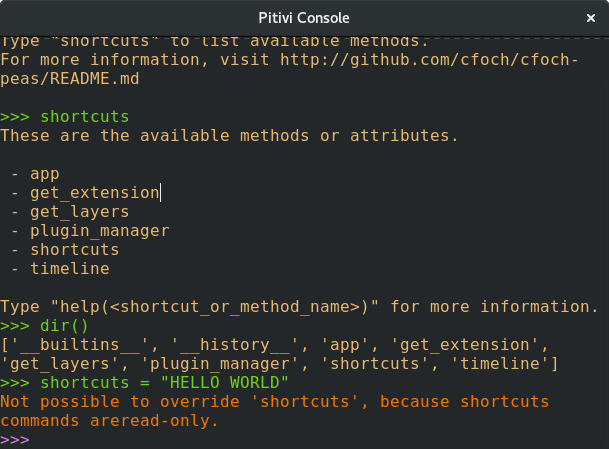 Pitivi Console
Type "shortcuts" to list available methods.
For more information, visit http://github.com/cfoch/cfoch-
peas/README.md
>>> shortcuts
These are the available methods or attributes.
- app
- get_extension
- get_layers
- plugin_manager
- shortcuts
- timeline
Type "help(<shortcut_or_method_name>)" for more information.
>>> dir()
['__builtins__', '__history__', 'app', 'get_extension',
'get_layers', 'plugin_manager', 'shortcuts', 'timeline']
>>> shortcuts = "HELLO WORLD"
Not possible to override 'shortcuts', because shortcuts
commands areread-only.
>>>